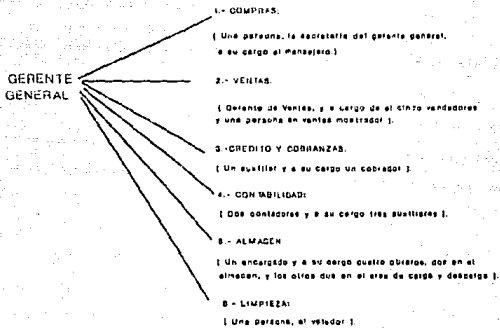 1.- COMPRAS:
( Una persona, la secretaria del gerente general,
a su cargo el mensajero.)
GERENTE
GENERAL
2.- VENTAS.
( Gerente de Ventas, y a cargo de el cinco vendedores
y una persona en ventas mostrador ).
3.-CREDITO Y COBRANZAS.
( Un auxiliar y a su cargo un cobrador ).
4.- CONTABILIDAD:
( Dos contadores y a su cargo tres auxiliares ).
5.- ALMACEN
( Un encargado y a su cargo cuatro obreros, dos en el
almacen, y los otros dos en el area de carga y descarga ).
6 - LIMPIEZA:
( Una persona, el velador ).